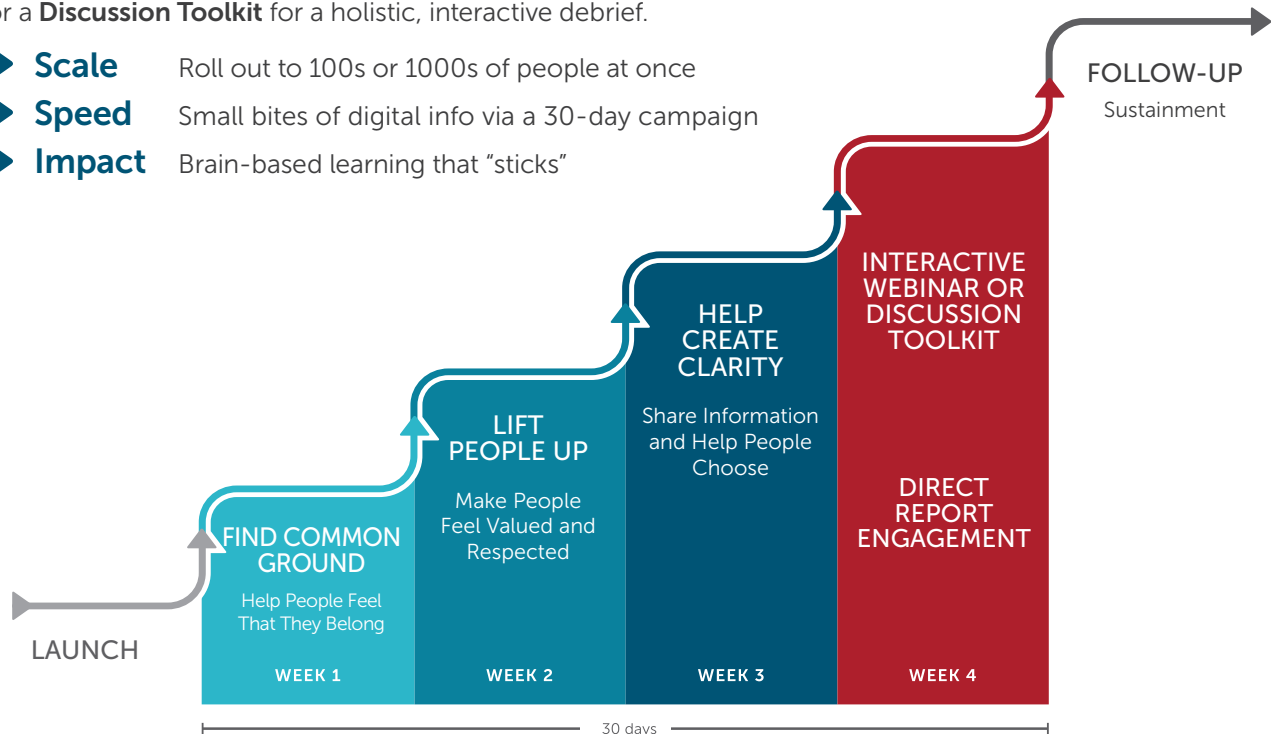 or a Discussion Toolkit for a holistic, interactive debrief.
Scale Roll out to 100s or 1000s of people at once
Speed Small bites of digital info via a 30-day campaign
Impact Brain-based learning that “sticks”
FOLLOW-UP
Sustainment
INTERACTIVE
WEBINAR OR
DISCUSSION
TOOLKIT
DIRECT
REPORT
ENGAGEMENT
WEEK 4
HELP
CREATE
CLARITY
Share Information
and Help People
Choose
WEEK 3
LIFT
PEOPLE UP
Make People
Feel Valued and
Respected
WEEK 2
FIND COMMON
GROUND
Help People Feel
That They Belong
WEEK 1
LAUNCH
30 days